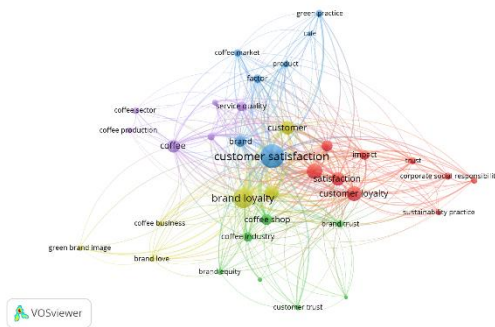 green practice
cafe
coffee market
product
factor
coffee sector
service quality
coffee production
customer
coffee
brand
customer satisfaction
impact
trust
satisfaction
corporate social responsibilit
brand loyalty
customer loyalty
coffee shop
sustainability practice
coffee business
brand trust
coffee industry
green brand image
brand love
brand equity
customer trust
VOSviewer